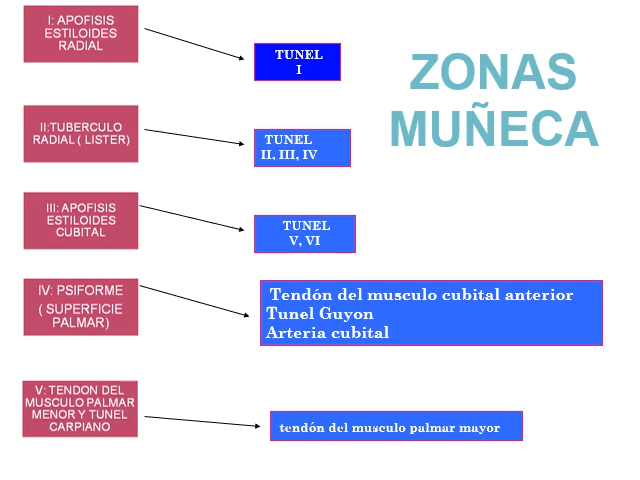 ZONAS
MUÑECA
I: APOFISIS
ESTILOIDES
RADIAL
TUNEL
I
II:TUBERCULO
RADIAL ( LISTER)
TUNEL
II, III, IV
III: APOFISIS
ESTILOIDES
CUBITAL
TUNEL
V, VI
IV: PSIFORME
( SUPERFICIE
PALMAR)
Tendón del musculo cubital anterior
Tunel Guyon
Arteria cubital
V: TENDON DEL
MUSCULO PALMAR
MENOR Y TUNEL
CARPIANO
tendón del musculo palmar mayor